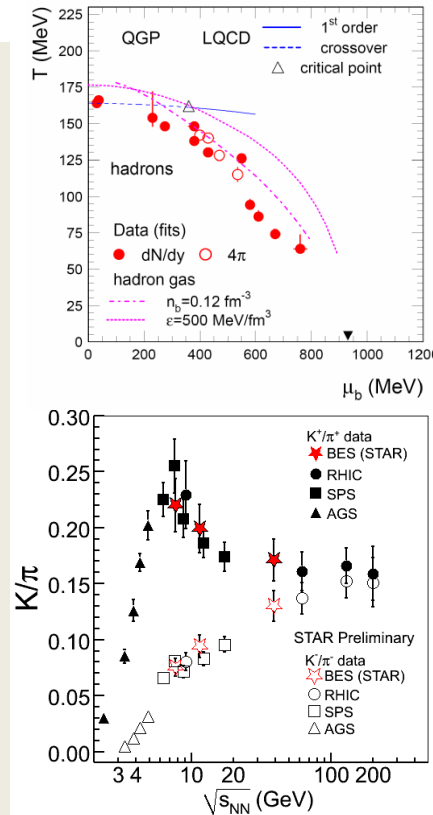 T (MeV)
225
200
175
150
125
100
75
50
25
0
QGP
LQCD
1st order
crossover
critical point
hadrons
Data (fits)
dN/dy
4π
hadron gas
n_b=0.12 fm^-3
ε=500 MeV/fm^3
0 200 400 600 800 1000 1200
μ_b (MeV)
K/π
0.30
0.25
0.20
0.15
0.10
0.05
0.00
K+/π+ data
BES (STAR)
RHIC
SPS
AGS
STAR Preliminary
K-/π- data
BES (STAR)
RHIC
SPS
AGS
3 4 10 20 100 200
√s_NN (GeV)